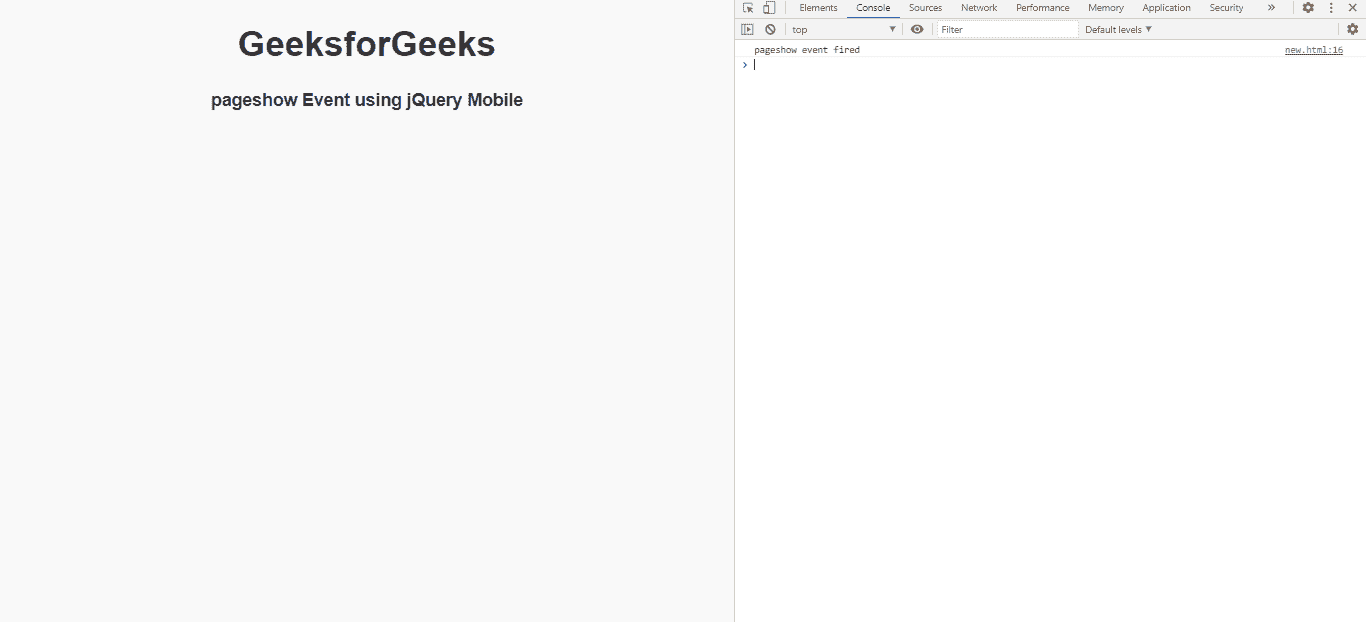 GeeksforGeeks
pageshow Event using jQuery Mobile
Elements Console Sources Network Performance Memory Application Security »
top Filter Default levels
pageshow event fired new.html:16